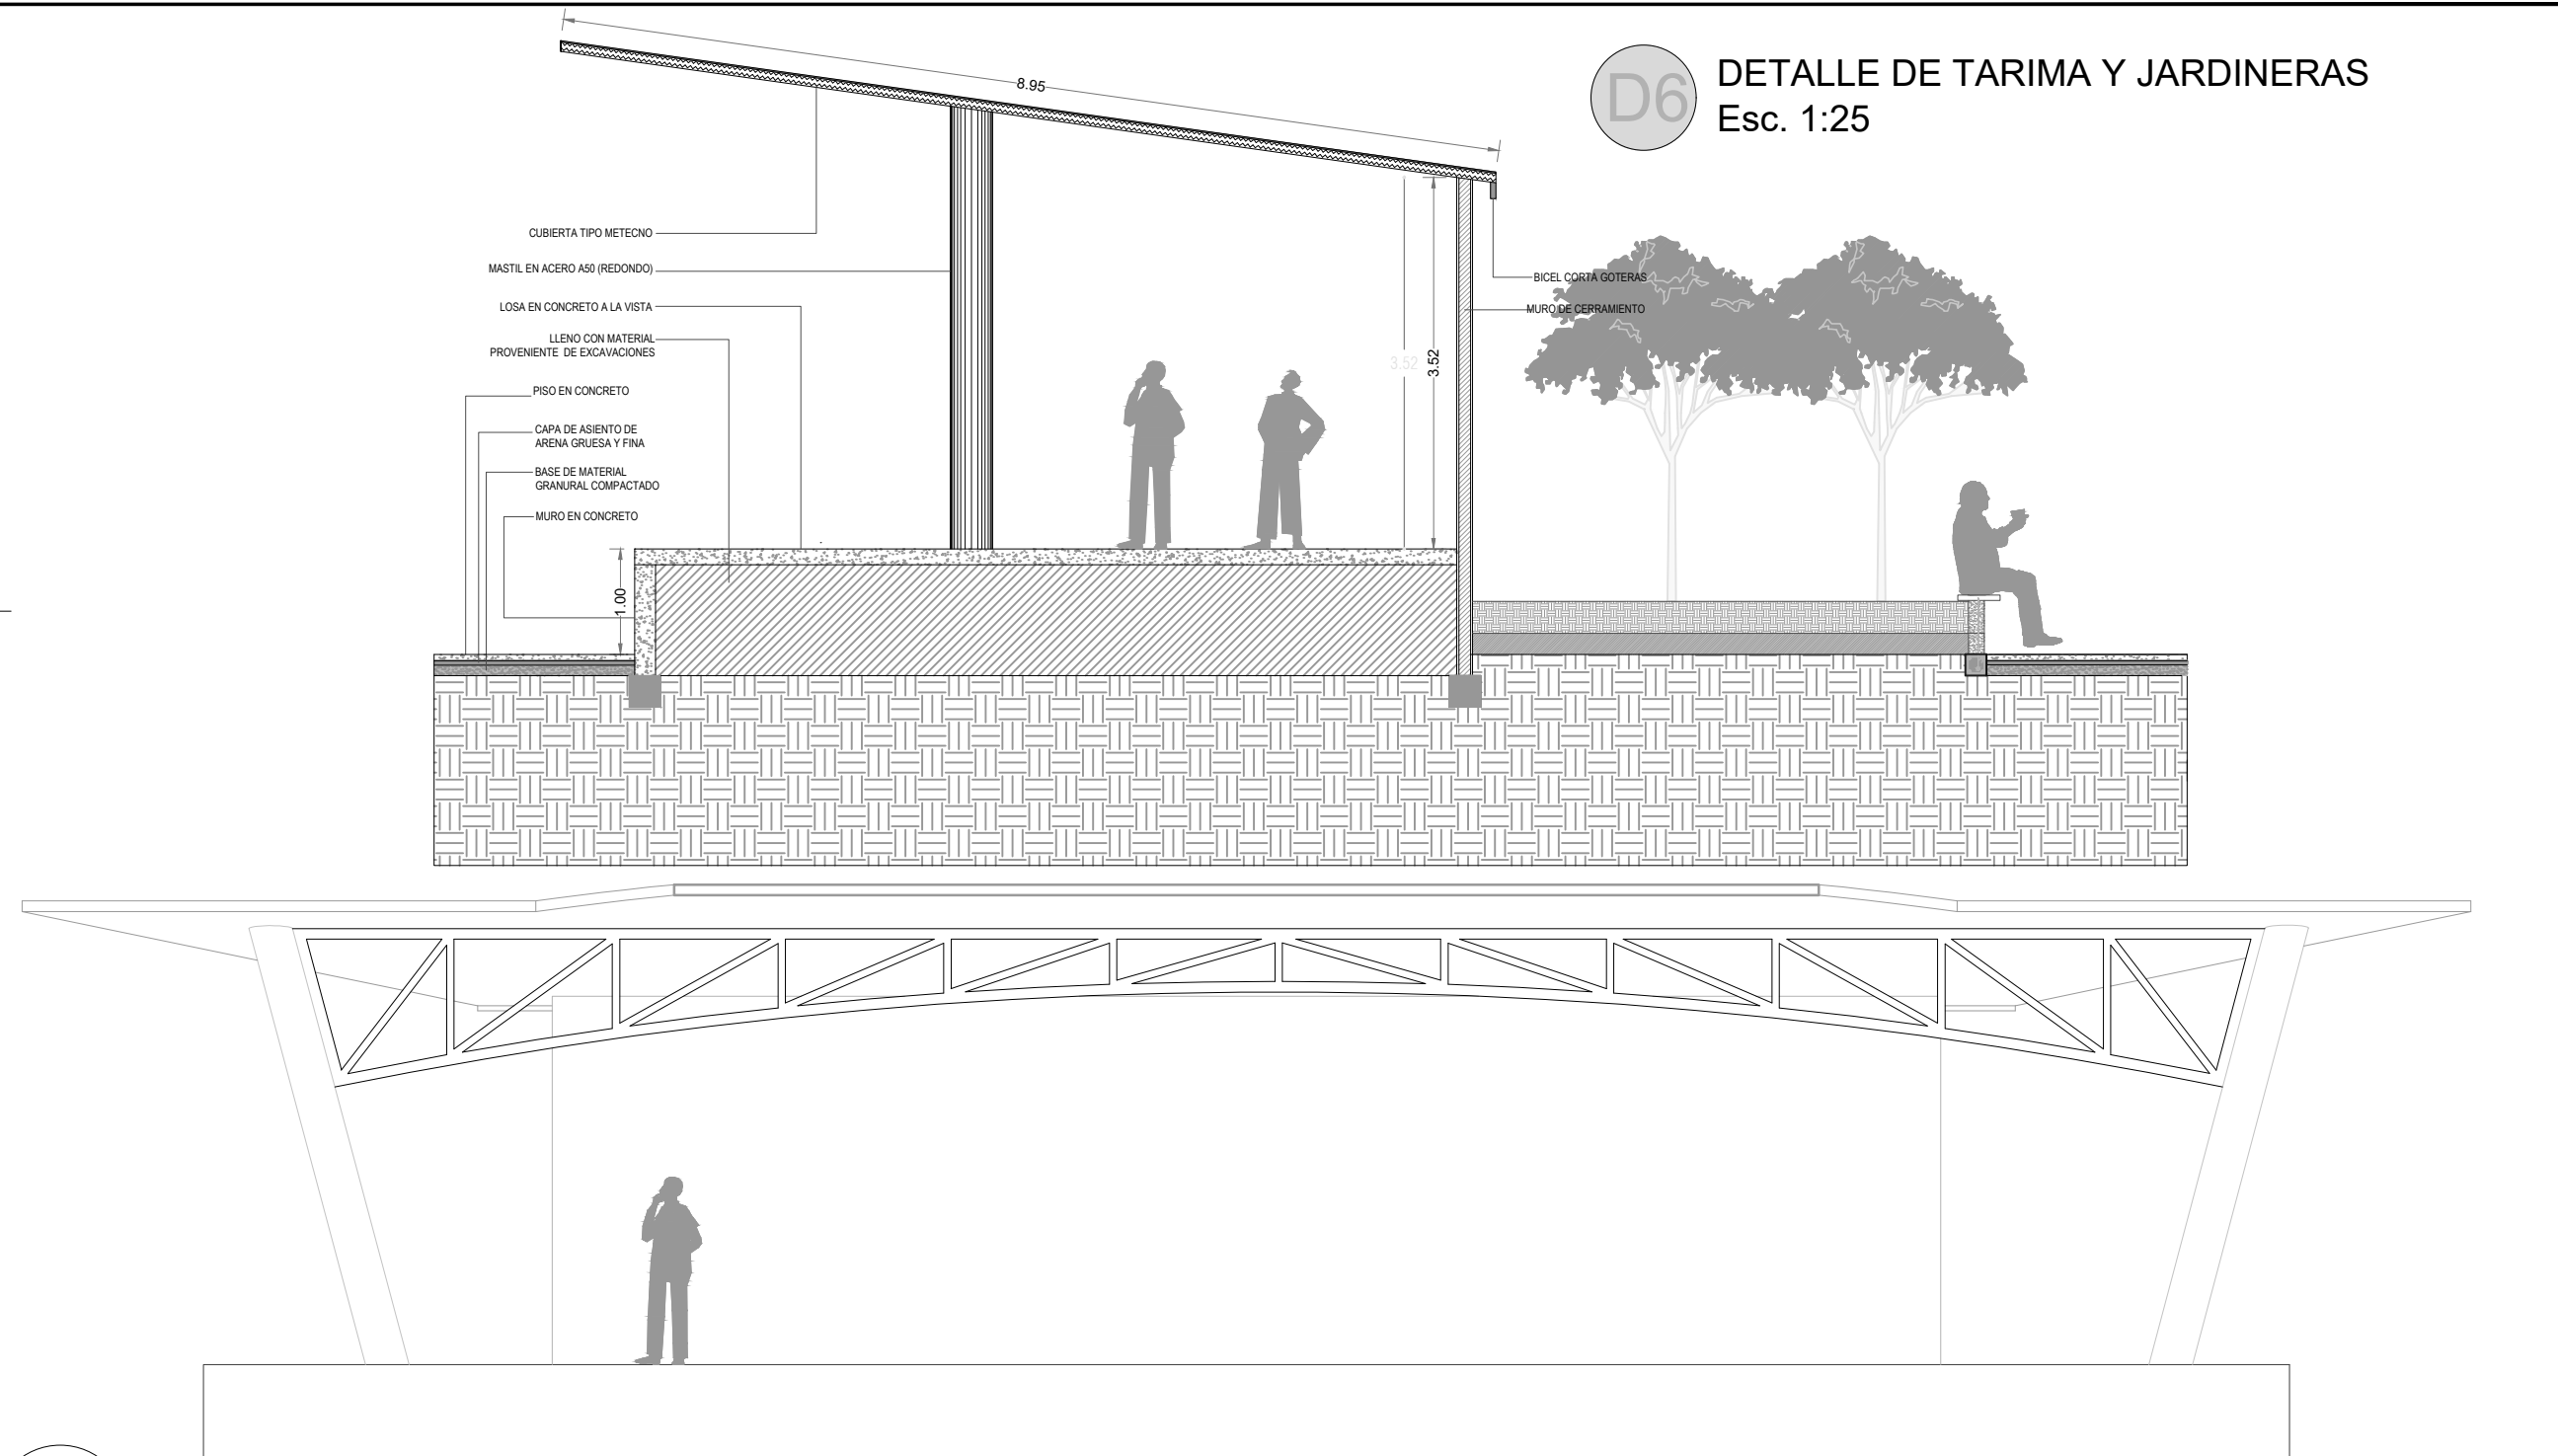 8.95
D6
DETALLE DE TARIMA Y JARDINERAS
Esc. 1:25
CUBIERTA TIPO METECNO
MASTIL EN ACERO A50 (REDONDO)
LOSA EN CONCRETO A LA VISTA
LLENO CON MATERIAL
PROVENIENTE DE EXCAVACIONES
PISO EN CONCRETO
CAPA DE ASIENTO DE
ARENA GRUESA Y FINA
BASE DE MATERIAL
GRANURAL COMPACTADO
MURO EN CONCRETO
BICEL CORTA GOTERAS
MURO DE CERRAMIENTO
3.52
3.52
1.00